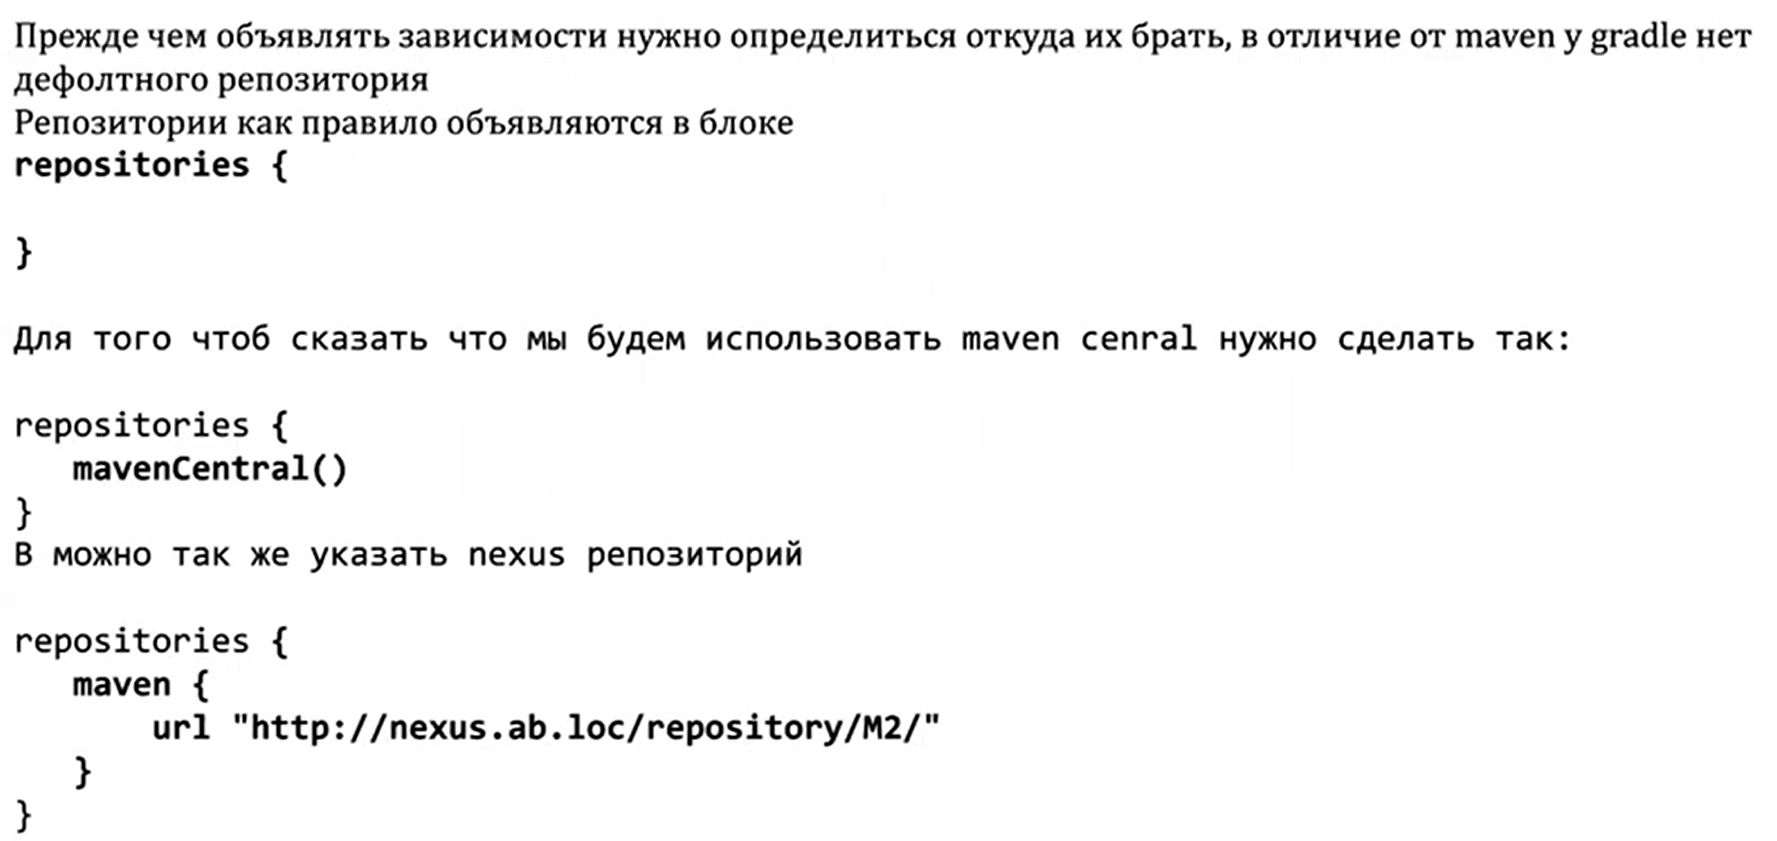 Прежде чем объявлять зависимости нужно определиться откуда их брать, в отличие от maven у gradle нет
дефолтного репозитория
Репозитории как правило объявляются в блоке
repositories {
}
Для того чтоб сказать что мы будем использовать maven cenral нужно сделать так:
repositories {
   mavenCentral()
}
В можно так же указать nexus репозиторий
repositories {
   maven {
       url "http://nexus.ab.loc/repository/M2/"
   }
}